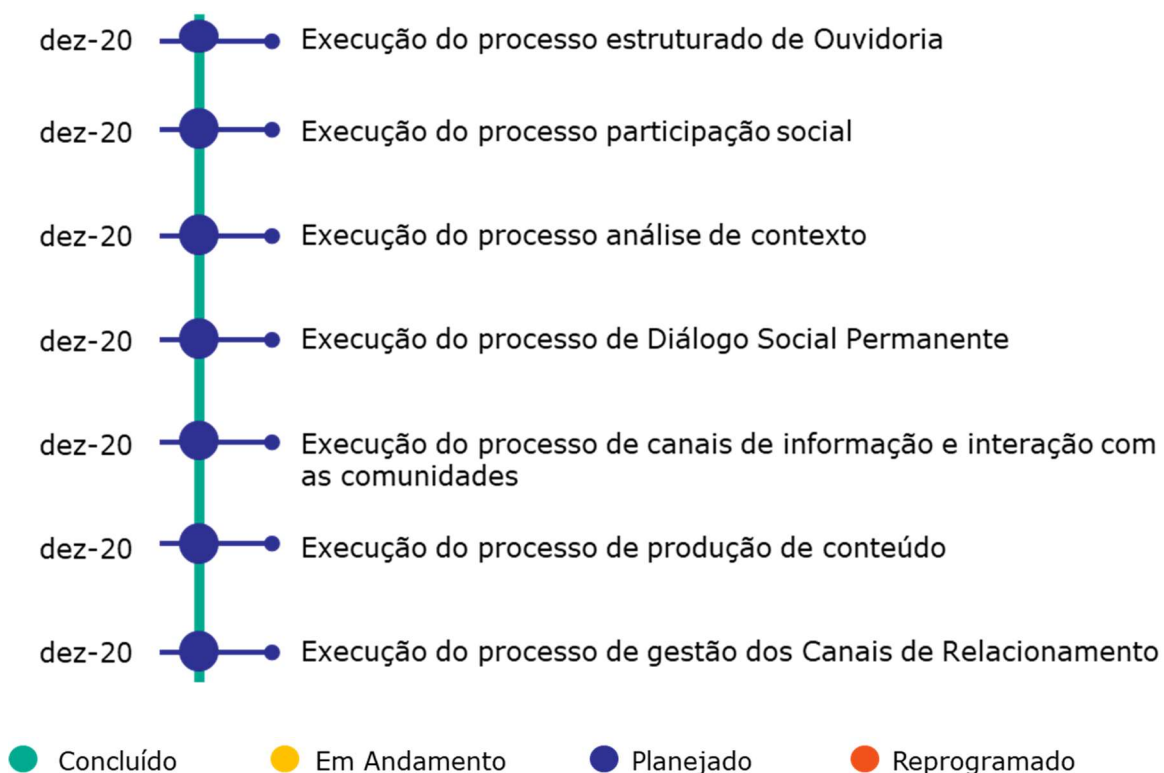 dez-20 Execução do processo estruturado de Ouvidoria
dez-20 Execução do processo participação social
dez-20 Execução do processo análise de contexto
dez-20 Execução do processo de Diálogo Social Permanente
dez-20 Execução do processo de canais de informação e interação com
as comunidades
dez-20 Execução do processo de produção de conteúdo
dez-20 Execução do processo de gestão dos Canais de Relacionamento
Concluído Em Andamento Planejado Reprogramado